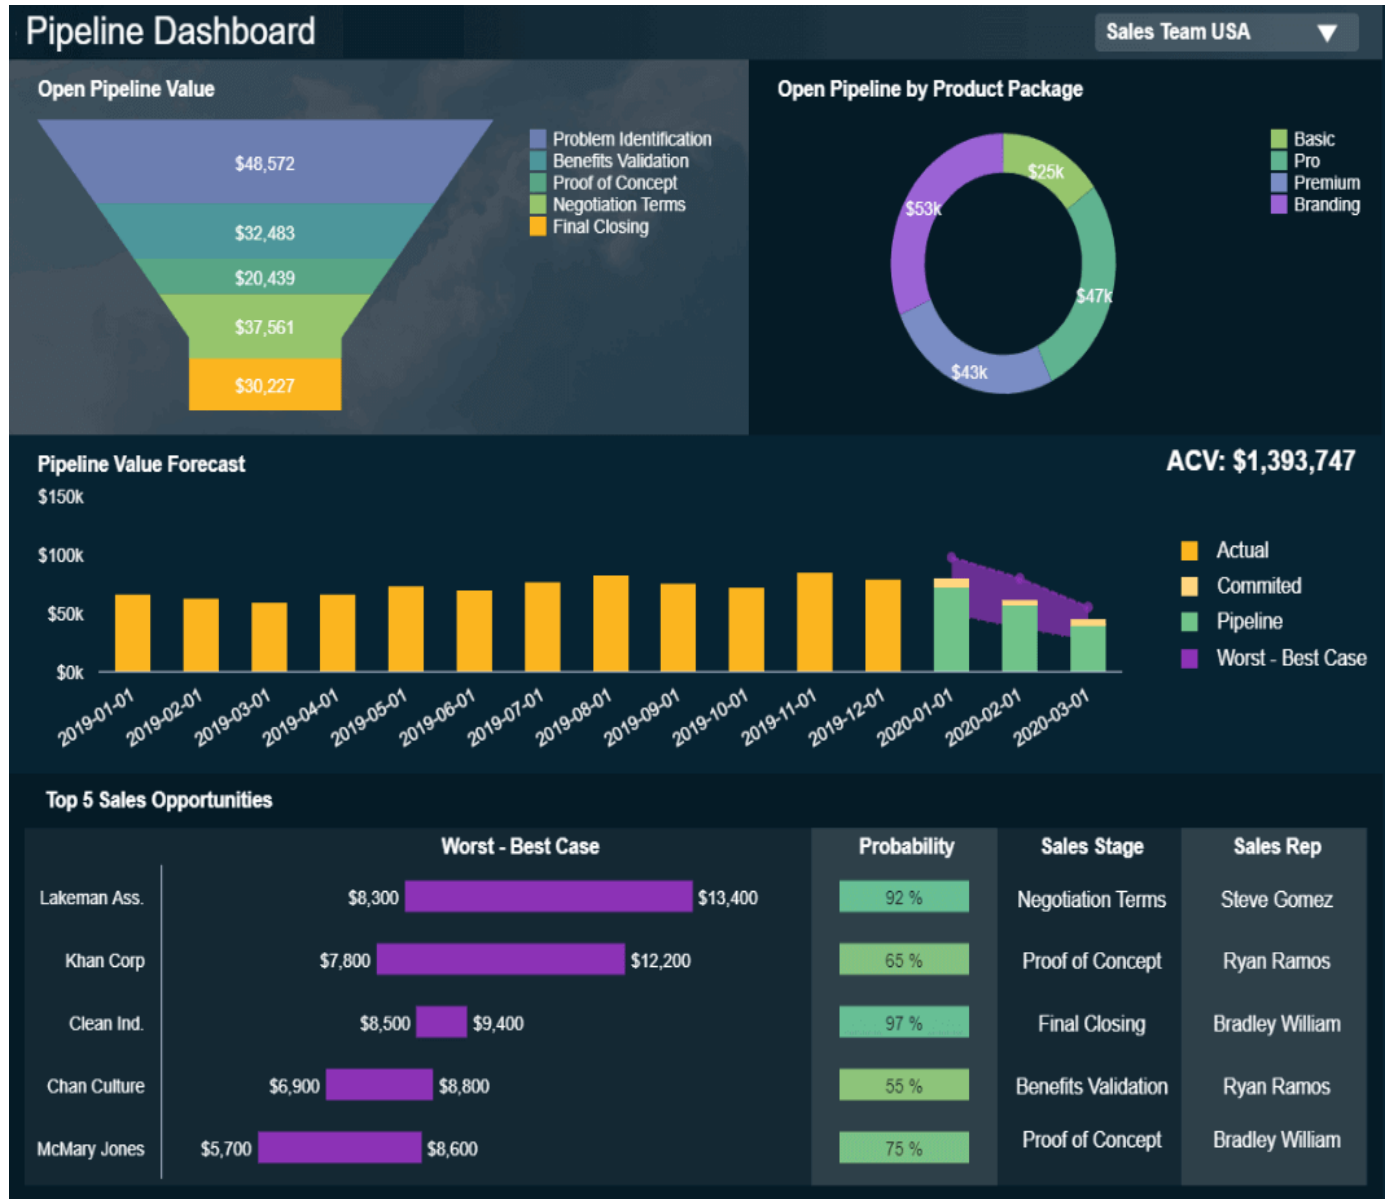 Pipeline Dashboard
Sales Team USA
Open Pipeline Value
$48,572
$32,483
$20,439
$37,561
$30,227
Problem Identification
Benefits Validation
Proof of Concept
Negotiation Terms
Final Closing
Open Pipeline by Product Package
$25k
$53k
$47k
$43k
Basic
Pro
Premium
Branding
Pipeline Value Forecast
ACV: $1,393,747
$150k
$100k
$50k
$0k
2019-01-01
2019-02-01
2019-03-01
2019-04-01
2019-05-01
2019-06-01
2019-07-01
2019-08-01
2019-09-01
2019-10-01
2019-11-01
2019-12-01
2020-01-01
2020-02-01
2020-03-01
Actual
Commited
Pipeline
Worst - Best Case
Top 5 Sales Opportunities
Worst - Best Case Probability Sales Stage Sales Rep
Lakeman Ass. $8,300 $13,400 92 % Negotiation Terms Steve Gomez
Khan Corp $7,800 $12,200 65 % Proof of Concept Ryan Ramos
Clean Ind. $8,500 $9,400 97 % Final Closing Bradley William
Chan Culture $6,900 $8,800 55 % Benefits Validation Ryan Ramos
McMary Jones $5,700 $8,600 75 % Proof of Concept Bradley William